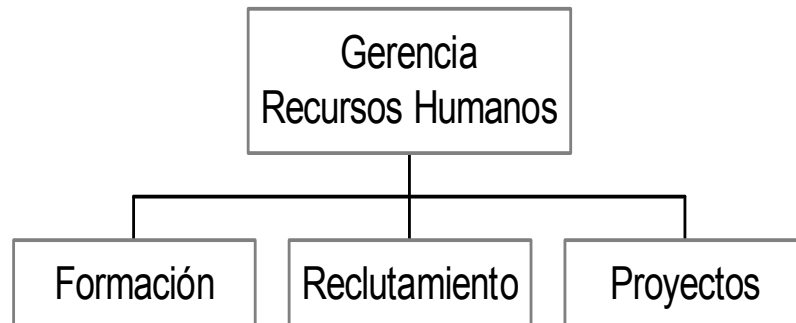 Gerencia
Recursos Humanos
Formación
Reclutamiento
Proyectos